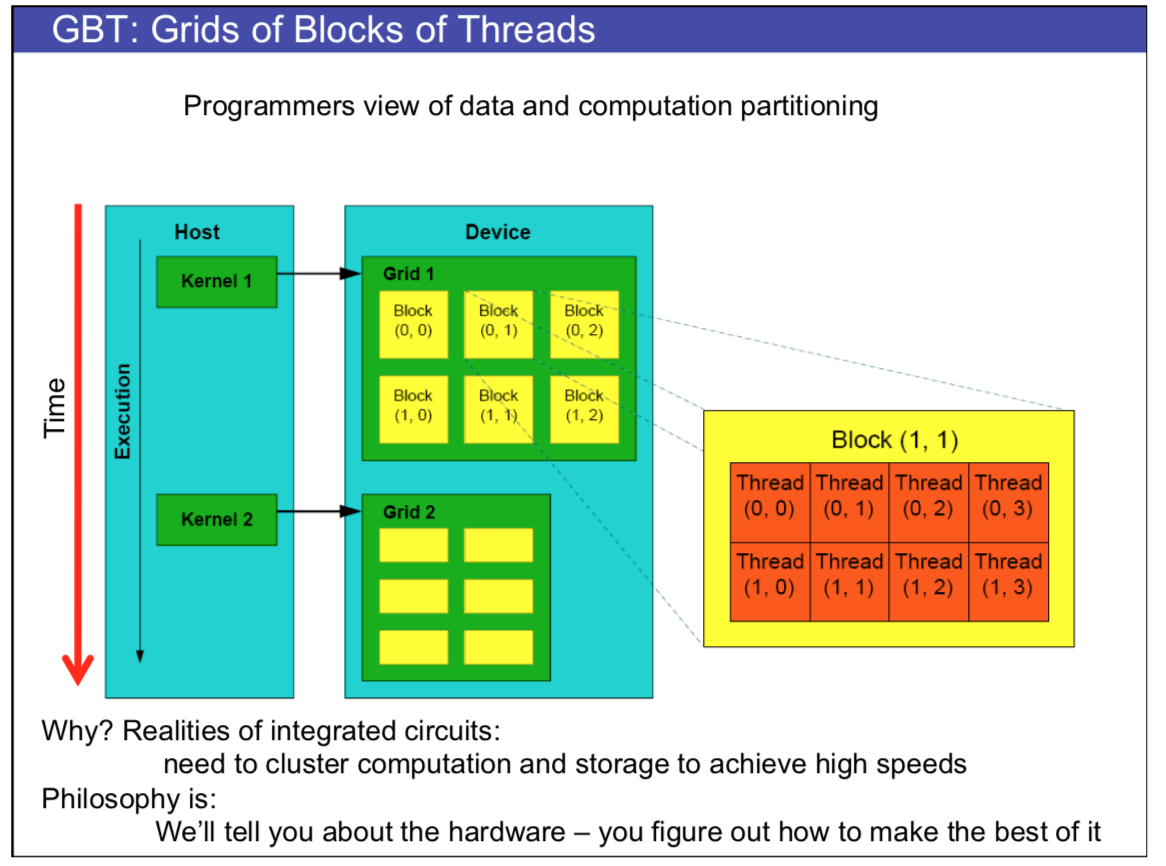 GBT: Grids of Blocks of Threads
Programmers view of data and computation partitioning
Time
Execution
Host
Kernel 1
Kernel 2
Device
Grid 1
Block
(0, 0)
Block
(0, 1)
Block
(0, 2)
Block
(1, 0)
Block
(1, 1)
Block
(1, 2)
Grid 2
Block (1, 1)
Thread
(0, 0)
Thread
(0, 1)
Thread
(0, 2)
Thread
(0, 3)
Thread
(1, 0)
Thread
(1, 1)
Thread
(1, 2)
Thread
(1, 3)
Why? Realities of integrated circuits:
need to cluster computation and storage to achieve high speeds
Philosophy is:
We’ll tell you about the hardware – you figure out how to make the best of it